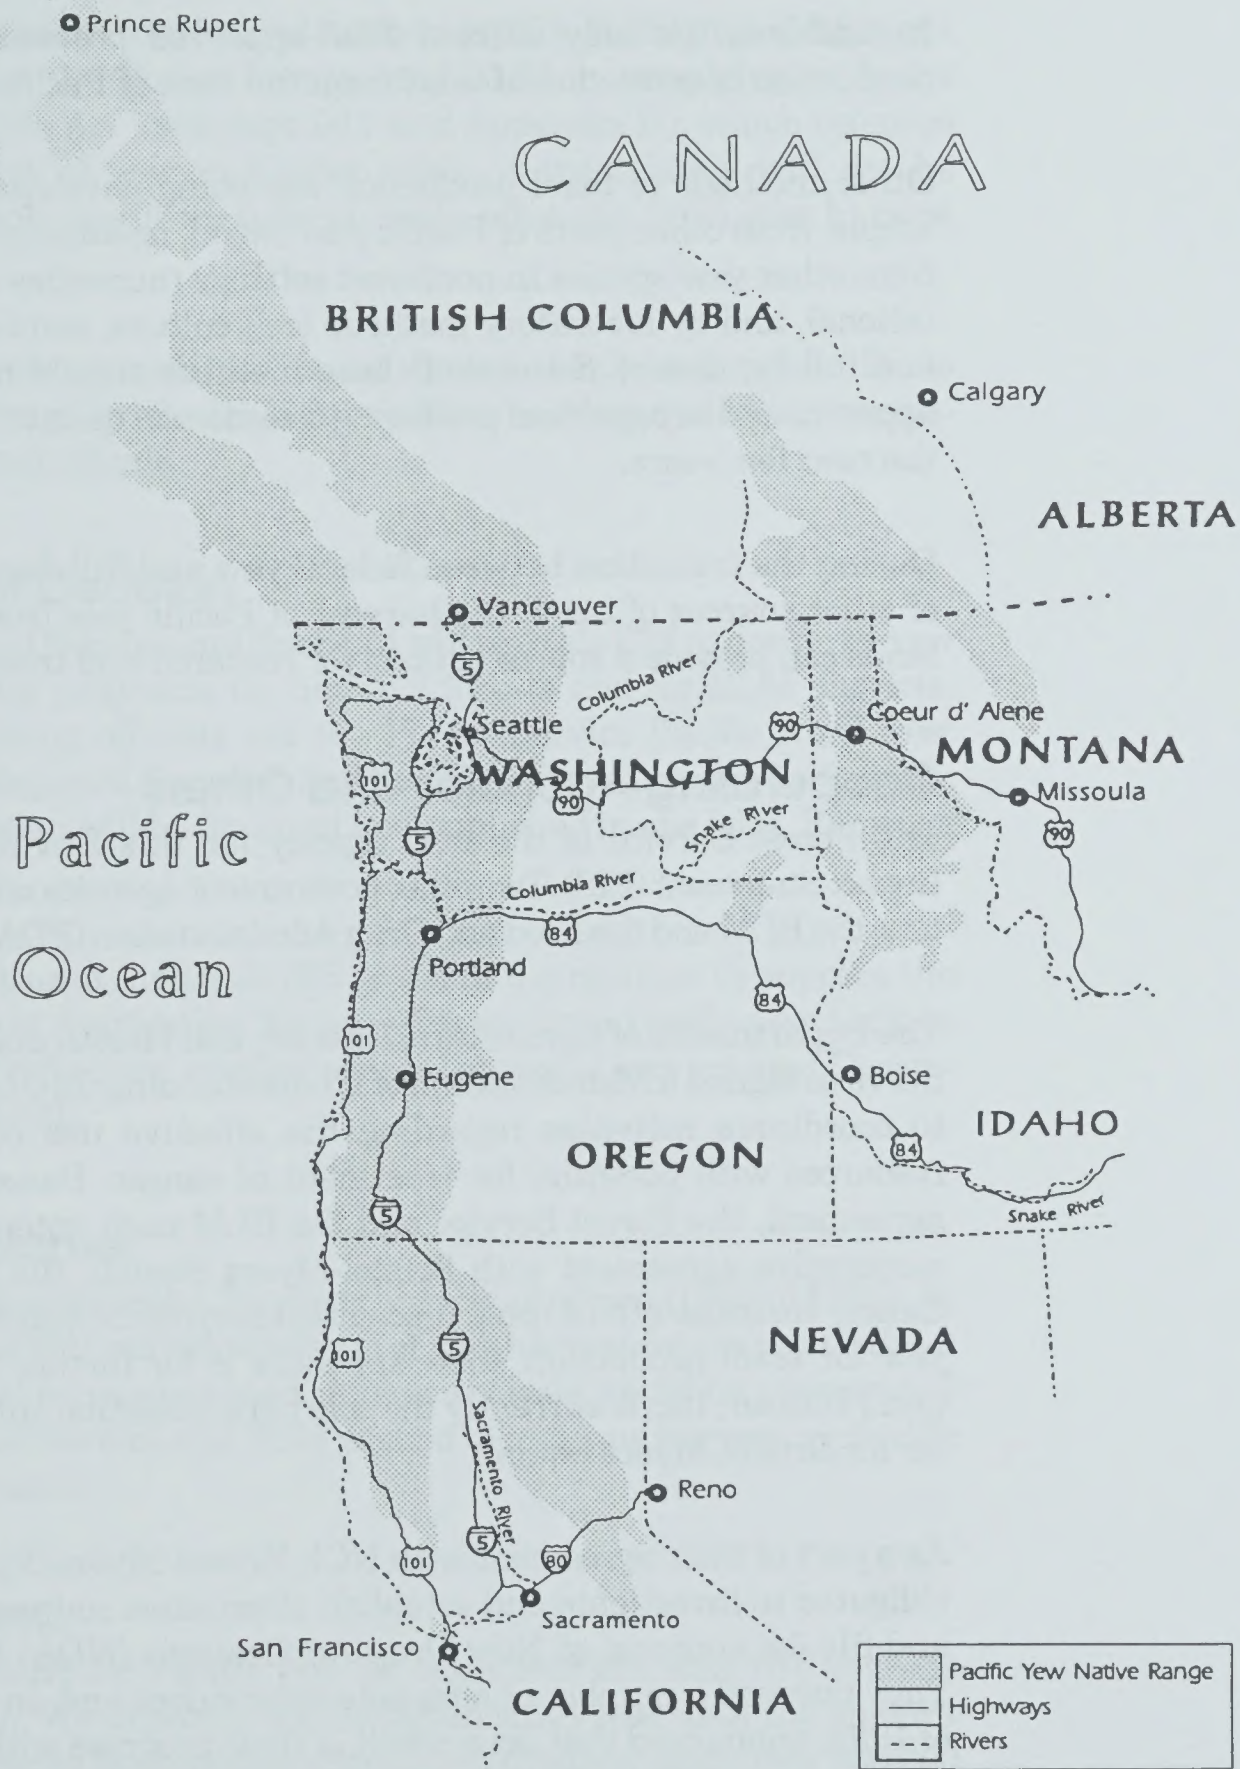 Prince Rupert
CANADA
BRITISH COLUMBIA
Calgary
ALBERTA
Vancouver
5
Columbia River
Seattle
90
Coeur d' Alene
MONTANA
101
WASHINGTON
90
Missoula
90
Snake River
5
Pacific
Ocean
Columbia River
84
Portland
84
101
Eugene
Boise
IDAHO
84
OREGON
Snake River
5
NEVADA
101
5
Sacramento River
Reno
5
80
101
Sacramento
San Francisco
CALIFORNIA
Pacific Yew Native Range
Highways
Rivers